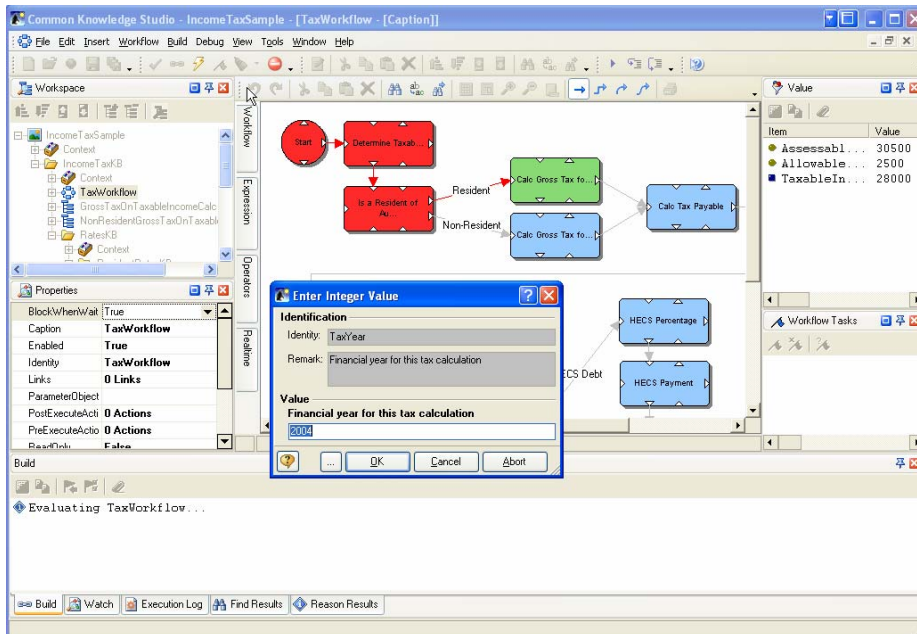 Common Knowledge Studio - IncomeTaxSample - [TaxWorkflow - [Caption]]
File Edit Insert Workflow Build Debug View Tools Window Help
Workspace
IncomeTaxSample
Context
IncomeTaxKB
Context
TaxWorkflow
GrossTaxOnTaxableIncomeCalc
NonResidentGrossTaxOnTaxabl
RatesKB
Context
Properties
BlockWhenWait True
Caption TaxWorkflow
Enabled True
Identity TaxWorkflow
Links 0 Links
ParameterObject
PostExecuteActi 0 Actions
PreExecuteActio 0 Actions
ReadOnly False
Workflow
Expression
Operators
Realtime
Start
Determine Taxab...
Is a Resident of Au...
Resident
Non-Resident
Calc Gross Tax fo...
Calc Gross Tax fo...
Calc Tax Payable
HECS Percentage
ECS Debt
HECS Payment
Enter Integer Value
Identification
Identity: TaxYear
Remark: Financial year for this tax calculation
Value
Financial year for this tax calculation
2004
... OK Cancel Abort
Value
Item Value
Assessabl... 30500
Allowable... 2500
TaxableIn... 28000
Workflow Tasks
Build
Evaluating TaxWorkflow...
Build Watch Execution Log Find Results Reason Results